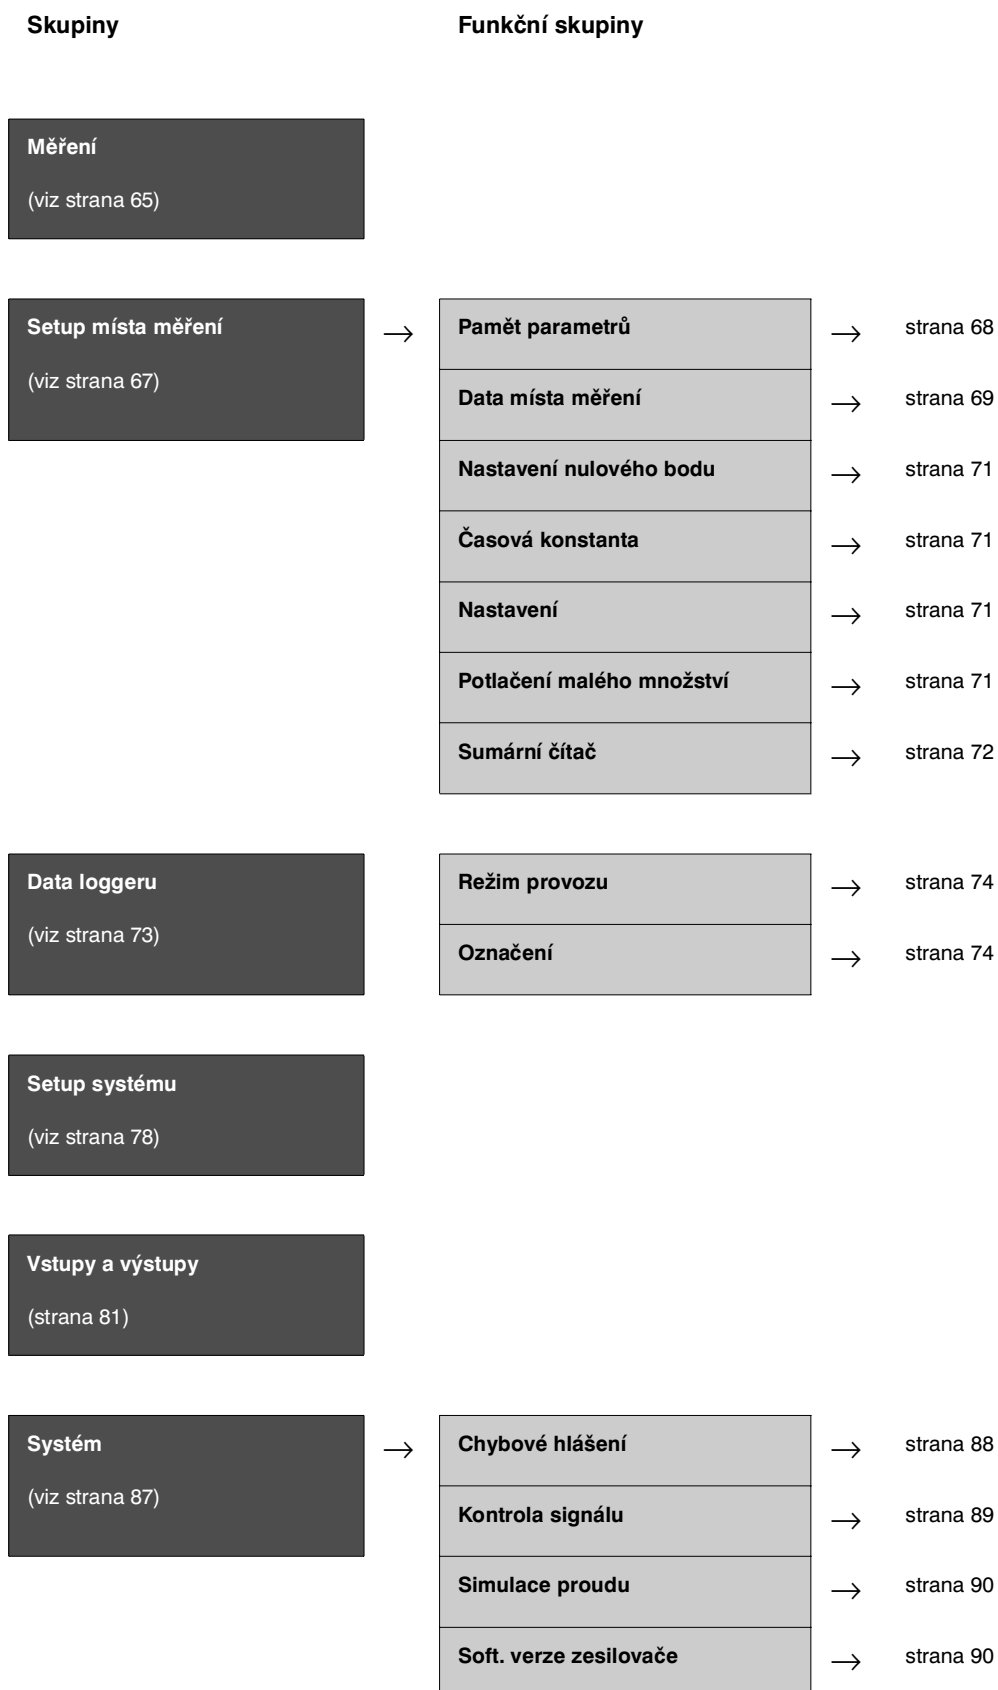 Skupiny
Funkční skupiny
Měření
(viz strana 65)
Setup místa měření
(viz strana 67)
→
Pamět parametrů → strana 68
Data místa měření → strana 69
Nastavení nulového bodu → strana 71
Časová konstanta → strana 71
Nastavení → strana 71
Potlačení malého množství → strana 71
Sumární čítač → strana 72
Data loggeru
(viz strana 73)
Režim provozu → strana 74
Označení → strana 74
Setup systému
(viz strana 78)
Vstupy a výstupy
(strana 81)
Systém
(viz strana 87)
→
Chybové hlášení → strana 88
Kontrola signálu → strana 89
Simulace proudu → strana 90
Soft. verze zesilovače → strana 90